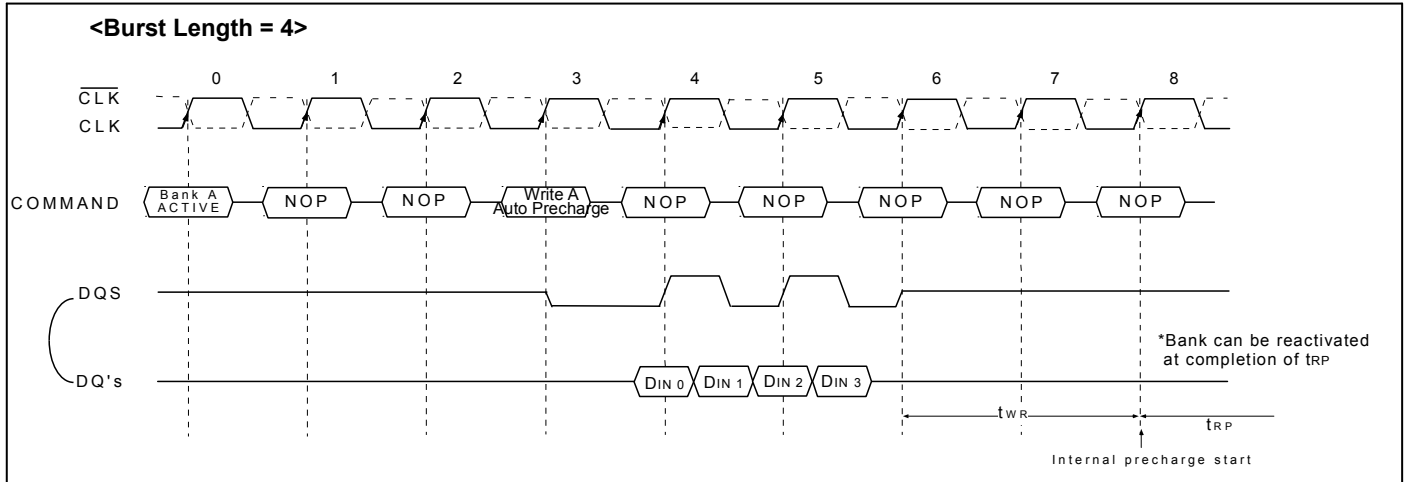 <Burst Length = 4>
0 1 2 3 4 5 6 7 8
CLK
CLK
COMMAND
Bank A
ACTIVE
NOP
NOP
Write A
Auto Precharge
NOP
NOP
NOP
NOP
NOP
DQS
*Bank can be reactivated
at completion of tRP
DQ's
DIN 0 DIN 1 DIN 2 DIN 3
tWR
tRP
Internal precharge start